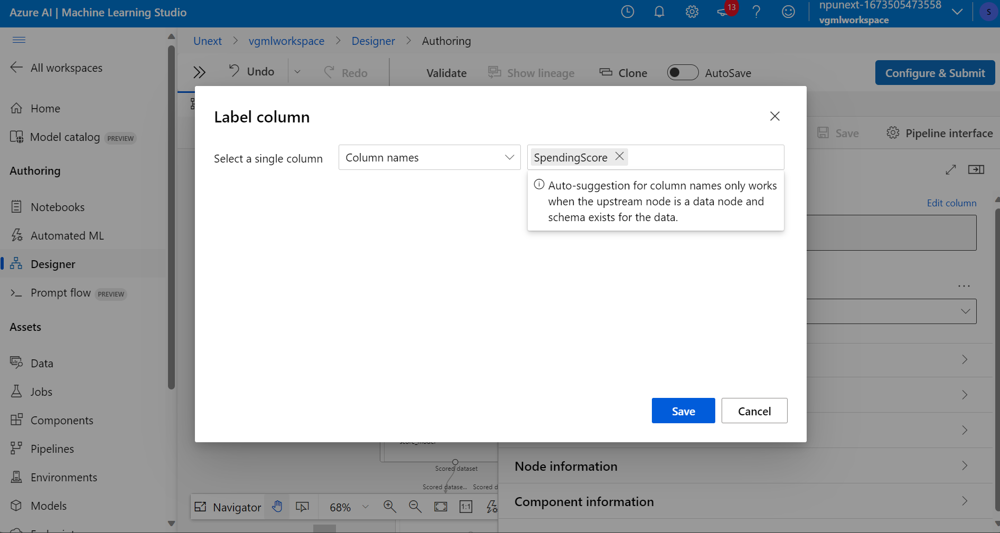 Azure AI | Machine Learning Studio
13
npunext-1673505473558
vgmlworkspace
S
All workspaces
Home
Model catalog PREVIEW
Authoring
Notebooks
Automated ML
Designer
Prompt flow PREVIEW
Assets
Data
Jobs
Components
Pipelines
Environments
Models
Unext > vgmlworkspace > Designer > Authoring
Undo
Redo
Validate
Show lineage
Clone
AutoSave
Configure & Submit
Save
Pipeline interface
Edit column
...
Label column
Select a single column
Column names
SpendingScore
Auto-suggestion for column names only works
when the upstream node is a data node and
schema exists for the data.
Save
Cancel
score_model
Scored dataset
Scored datase... Scored d
Node information
Component information
Navigator
68%
1:1